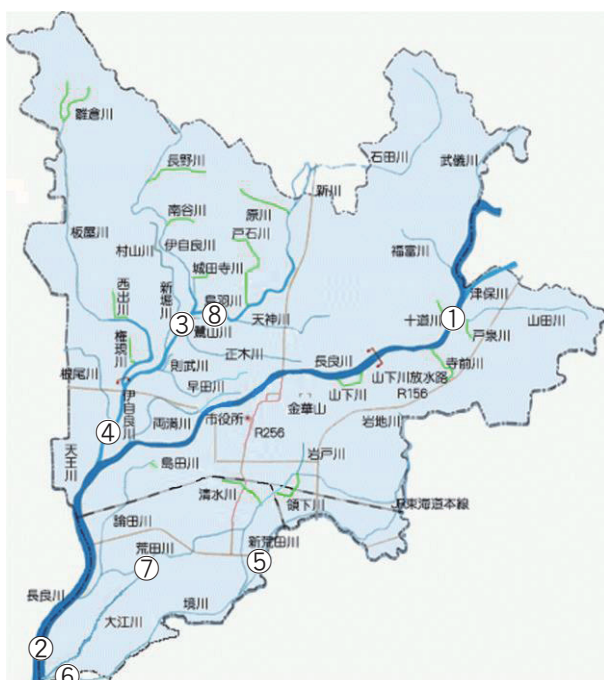 雛倉川
石田川
武儀川
長野川
新川
南谷川
原川
戸石川
板屋川
伊自良川
村山川
福富川
城田寺川
西出川
新堀川
鳥羽川
津保川
⑧
③
①
天神川
鷺山川
十道川
山田川
戸泉川
権現川
正木川
長良川
則武川
寺前川
根尾川
早田川
山下川放水路
山下川
R156
伊自良川
金華山
両満川
市役所
岩地川
④
R256
天王川
岩戸川
島田川
清水川
領下川
JR東海道本線
論田川
荒田川
新荒田川
⑤
⑦
長良川
境川
大江川
②
⑥